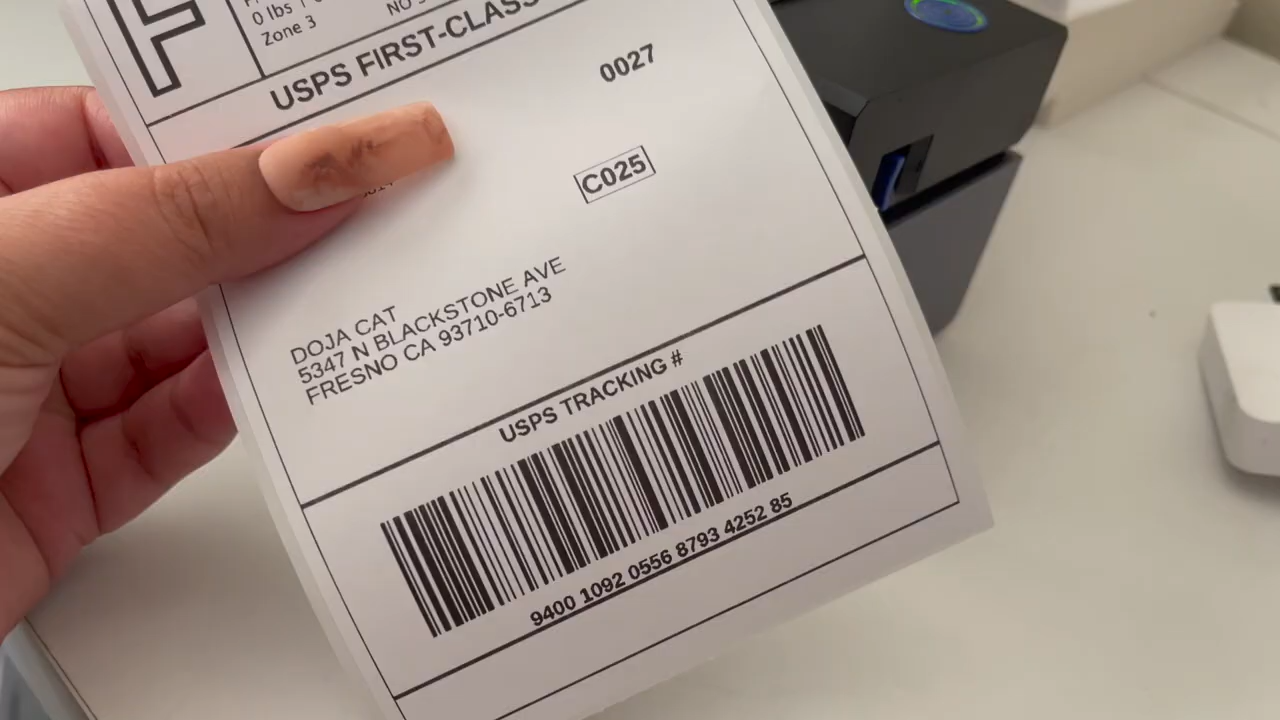 F
0 lbs
Zone 3
NO
USPS FIRST-CLASS
0027
C025
DOJA CAT
5347 N BLACKSTONE AVE
FRESNO CA 93710-6713
USPS TRACKING #
9400 1092 0556 8793 4252 85